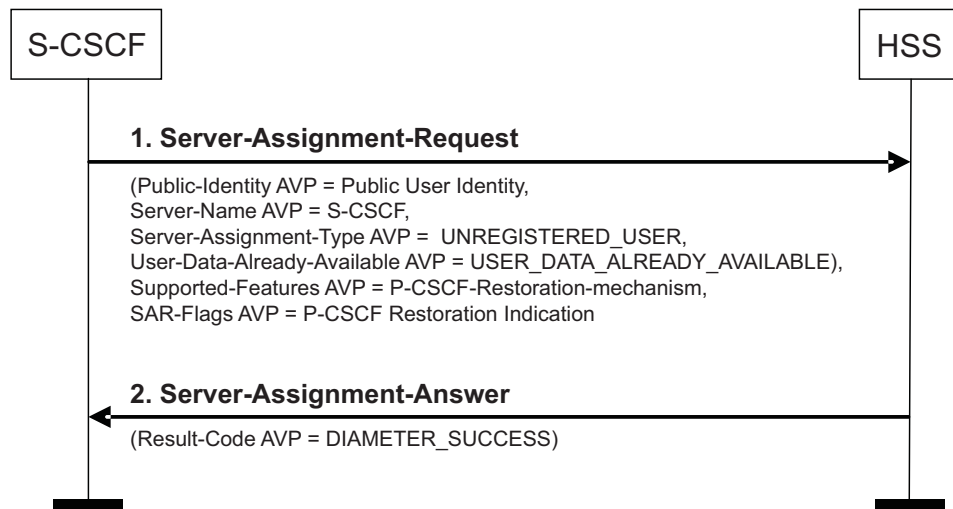 S-CSCF
HSS
1. Server-Assignment-Request
(Public-Identity AVP = Public User Identity,
Server-Name AVP = S-CSCF,
Server-Assignment-Type AVP = UNREGISTERED_USER,
User-Data-Already-Available AVP = USER_DATA_ALREADY_AVAILABLE),
Supported-Features AVP = P-CSCF-Restoration-mechanism,
SAR-Flags AVP = P-CSCF Restoration Indication
2. Server-Assignment-Answer
(Result-Code AVP = DIAMETER_SUCCESS)